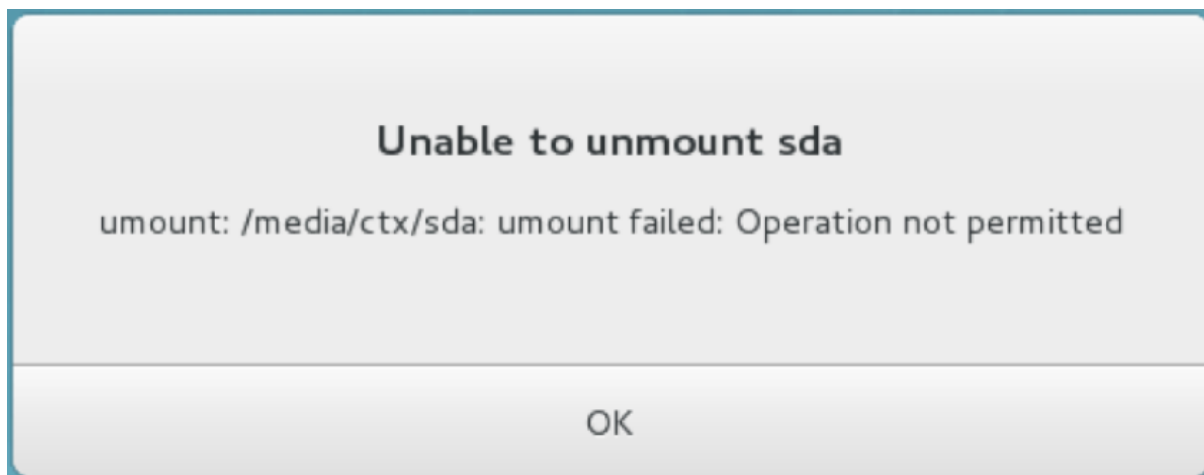 Unable to unmount sda
umount: /media/ctx/sda: umount failed: Operation not permitted
OK